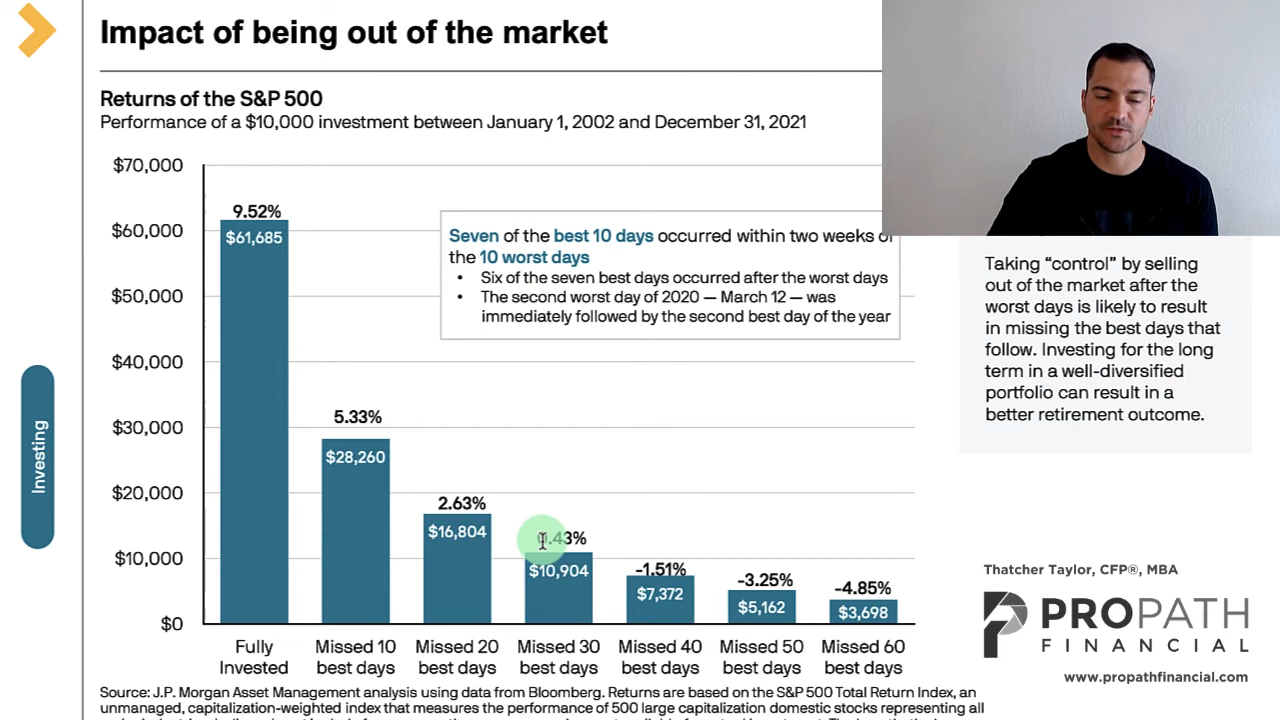 Impact of being out of the market
Returns of the S&P 500
Performance of a $10,000 investment between January 1, 2002 and December 31, 2021
$70,000
$60,000
$50,000
$40,000
$30,000
$20,000
$10,000
$0
9.52%
$61,685
5.33%
$28,260
2.63%
$16,804
.43%
$10,904
-1.51%
$7,372
-3.25%
$5,162
-4.85%
$3,698
Seven of the best 10 days occurred within two weeks of
the 10 worst days
• Six of the seven best days occurred after the worst days
• The second worst day of 2020 — March 12 — was
immediately followed by the second best day of the year
Fully
Invested
Missed 10
best days
Missed 20
best days
Missed 30
best days
Missed 40
best days
Missed 50
best days
Missed 60
best days
Source: J.P. Morgan Asset Management analysis using data from Bloomberg. Returns are based on the S&P 500 Total Return Index, an
unmanaged, capitalization-weighted index that measures the performance of 500 large capitalization domestic stocks representing all
Investing
Taking “control” by selling
out of the market after the
worst days is likely to result
in missing the best days that
follow. Investing for the long
term in a well-diversified
portfolio can result in a
better retirement outcome.
Thatcher Taylor, CFP®, MBA
PROPATH
FINANCIAL
www.propathfinancial.com